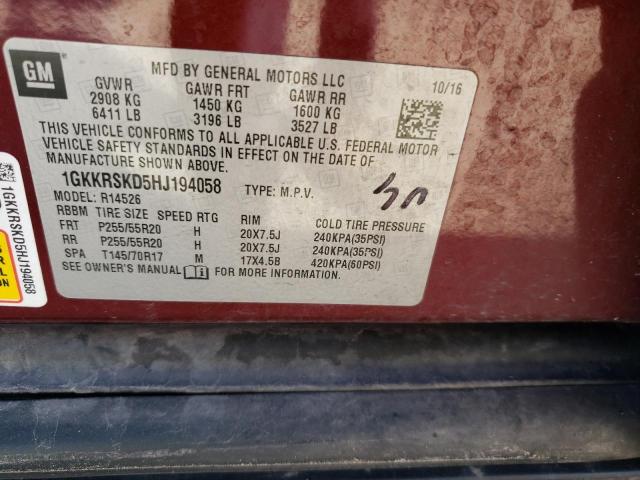 GM
MFD BY GENERAL MOTORS LLC
10/16
GVWR GAWR FRT GAWR RR
2908 KG 1450 KG 1600 KG
6411 LB 3196 LB 3527 LB
THIS VEHICLE CONFORMS TO ALL APPLICABLE U.S. FEDERAL MOTOR
VEHICLE SAFETY STANDARDS IN EFFECT ON THE DATE OF
MANUFACTURE SHOWN ABOVE.
1GKKRSKD5HJ194058 TYPE: M.P.V.
MODEL: R14526
RBBM TIRE SIZE SPEED RTG RIM COLD TIRE PRESSURE
FRT P255/55R20 H 20X7.5J 240KPA(35PSI)
RR P255/55R20 H 20X7.5J 240KPA(35PSI)
SPA T145/70R17 M 17X4.5B 420KPA(60PSI)
SEE OWNER'S MANUAL
1GKKRSKD5HJ194058